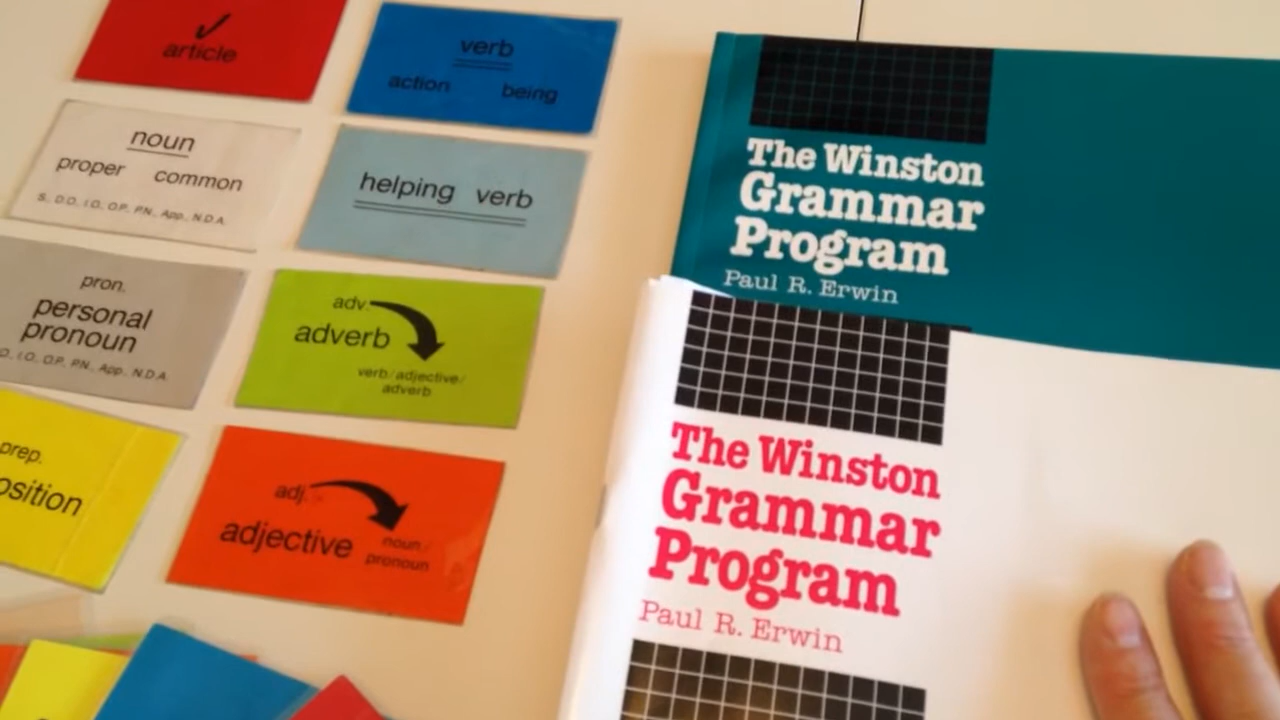 article
verb
action being
noun
proper common
S., D.O., I.O., O.P., P.N., App., N.D.A.
helping verb
pron.
personal
pronoun
I.O., O.P., P.N., App., N.D.A.
adv.
adverb
verb/adjective/
adverb
prep.
adj.
adjective
noun/
pronoun
The Winston
Grammar
Program
Paul R. Erwin
The Winston
Grammar
Program
Paul R. Erwin